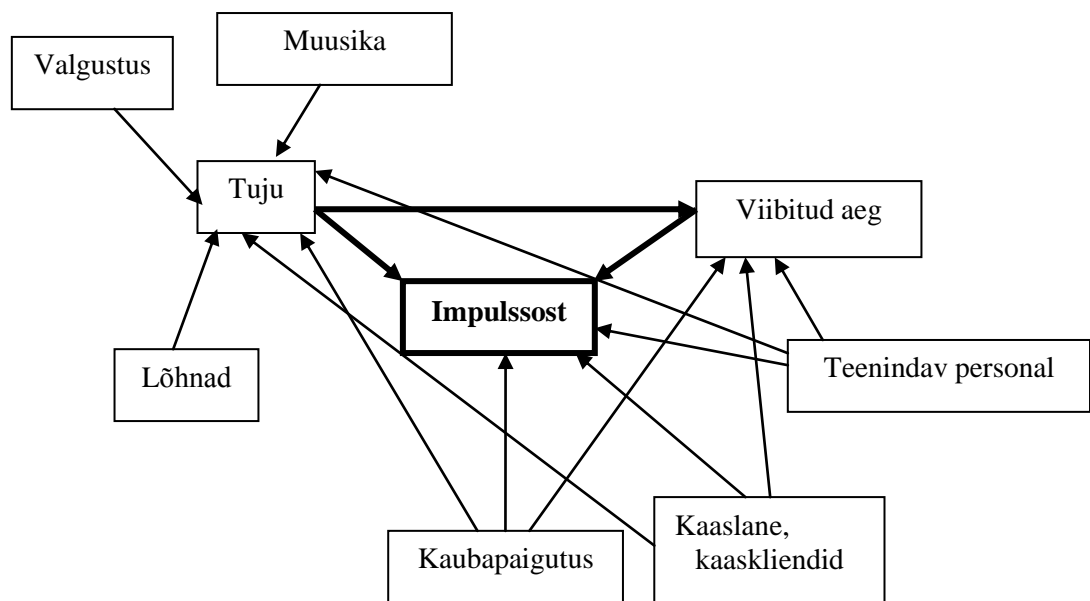 Muusika
Valgustus
Tuju
Viibitud aeg
Impulssost
Lõhnad
Teenindav personal
Kaubapaigutus
Kaaslane,
kaaskliendid